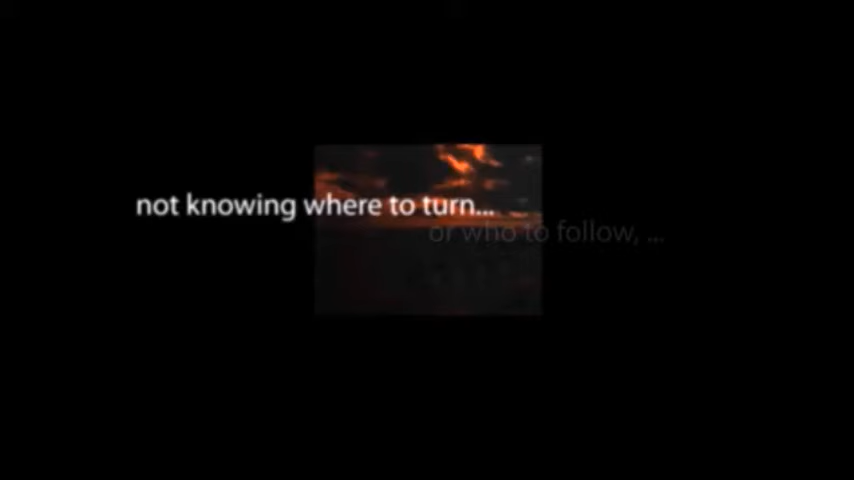 not knowing where to turn...
or who to follow, ...